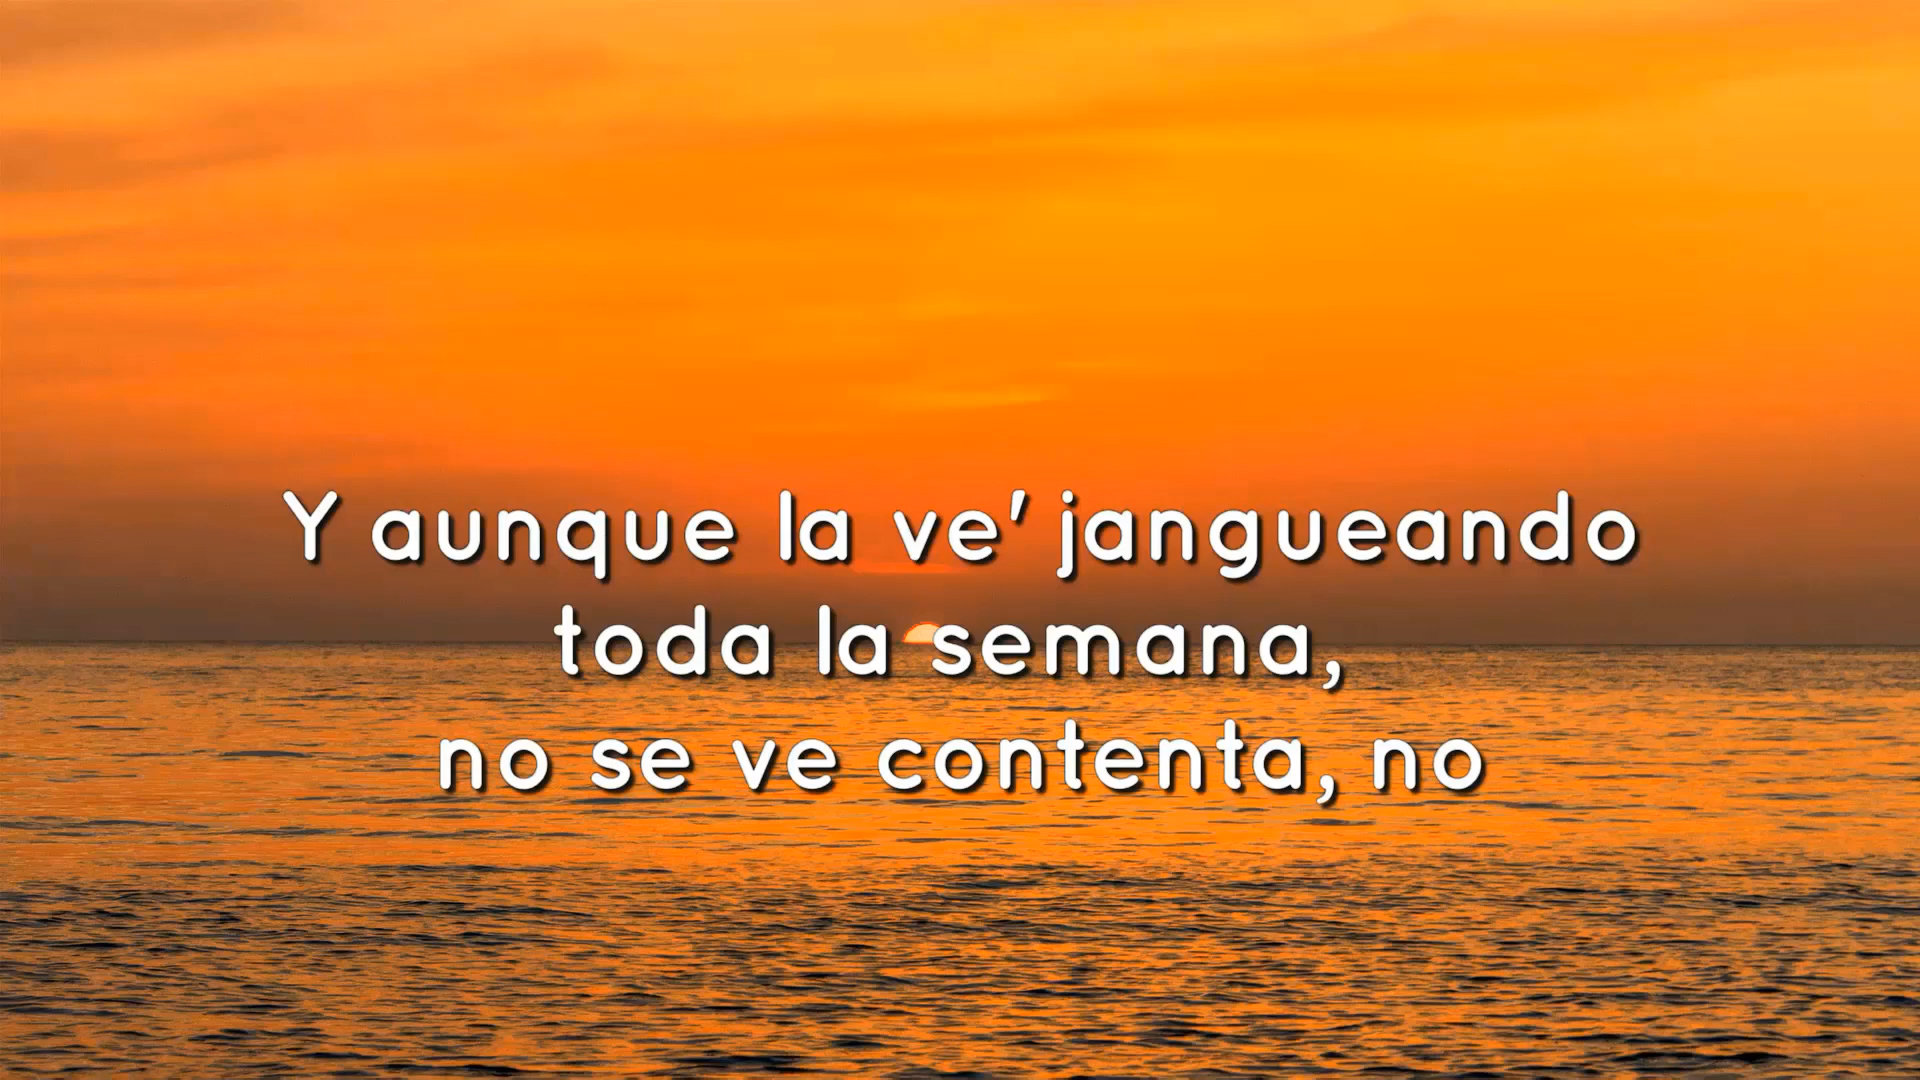 Y aunque la ve' jangueando
toda la semana,
no se ve contenta, no